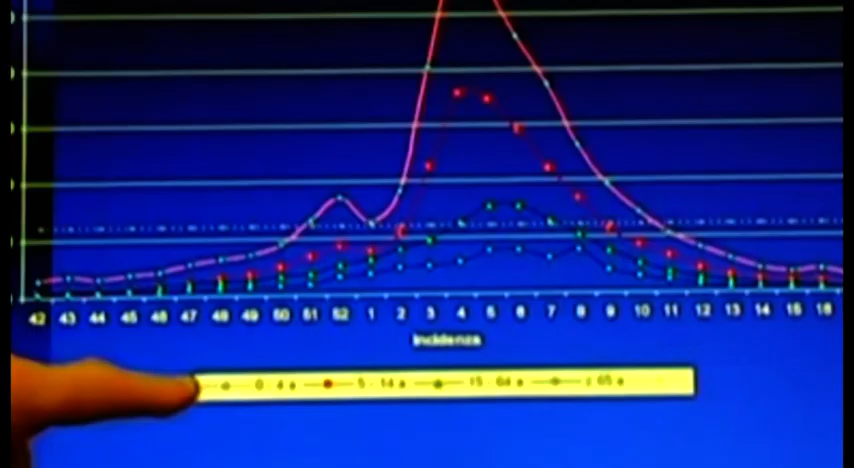 42 43 44 45 46 47 48 49 50 51 52 1 2 3 4 5 6 7 8 9 10 11 12 13 14 15 16
Incidenza
0 - 4 a 5 - 14 a 15 - 64 a ≥ 65 a